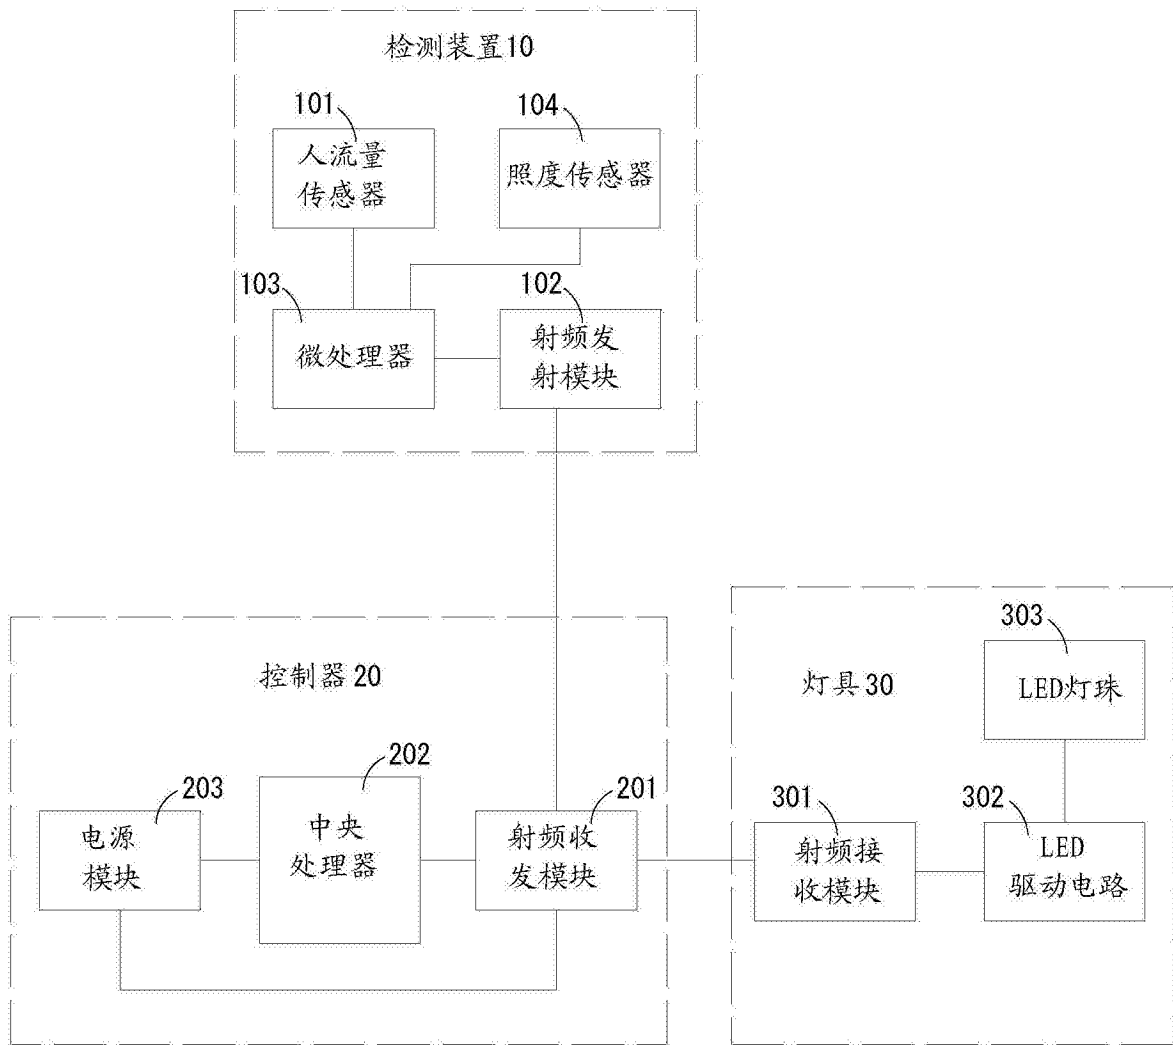 检测装置10
101
人流量
传感器
104
照度传感器
103
微处理器
102
射频发
射模块
控制器20
203
电源
模块
202
中央
处理器
201
射频收
发模块
灯具30
303
LED灯珠
301
射频接
收模块
302
LED
驱动电路